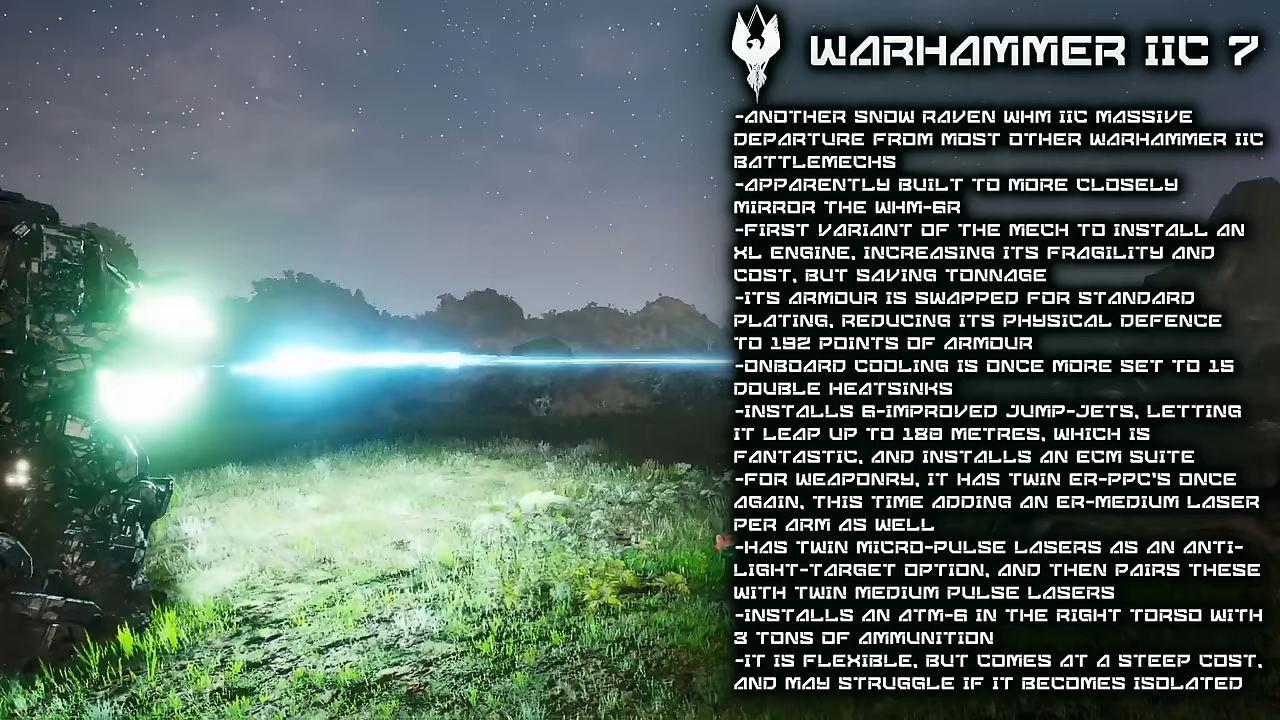 WARHAMMER IIC 7
-ANOTHER SNOW RAVEN WHM IIC MASSIVE
DEPARTURE FROM MOST OTHER WARHAMMER IIC
BATTLEMECHS
-APPARENTLY BUILT TO MORE CLOSELY
MIRROR THE WHM-6R
-FIRST VARIANT OF THE MECH TO INSTALL AN
XL ENGINE, INCREASING ITS FRAGILITY AND
COST, BUT SAVING TONNAGE
-ITS ARMOUR IS SWAPPED FOR STANDARD
PLATING, REDUCING ITS PHYSICAL DEFENCE
TO 192 POINTS OF ARMOUR
-ONBOARD COOLING IS ONCE MORE SET TO 15
DOUBLE HEATSINKS
-INSTALLS 6-IMPROVED JUMP-JETS, LETTING
IT LEAP UP TO 180 METRES, WHICH IS
FANTASTIC, AND INSTALLS AN ECM SUITE
-FOR WEAPONRY, IT HAS TWIN ER-PPC'S ONCE
AGAIN, THIS TIME ADDING AN ER-MEDIUM LASER
PER ARM AS WELL
-HAS TWIN MICRO-PULSE LASERS AS AN ANTI-
LIGHT-TARGET OPTION, AND THEN PAIRS THESE
WITH TWIN MEDIUM PULSE LASERS
-INSTALLS AN ATM-6 IN THE RIGHT TORSO WITH
3 TONS OF AMMUNITION
-IT IS FLEXIBLE, BUT COMES AT A STEEP COST,
AND MAY STRUGGLE IF IT BECOMES ISOLATED